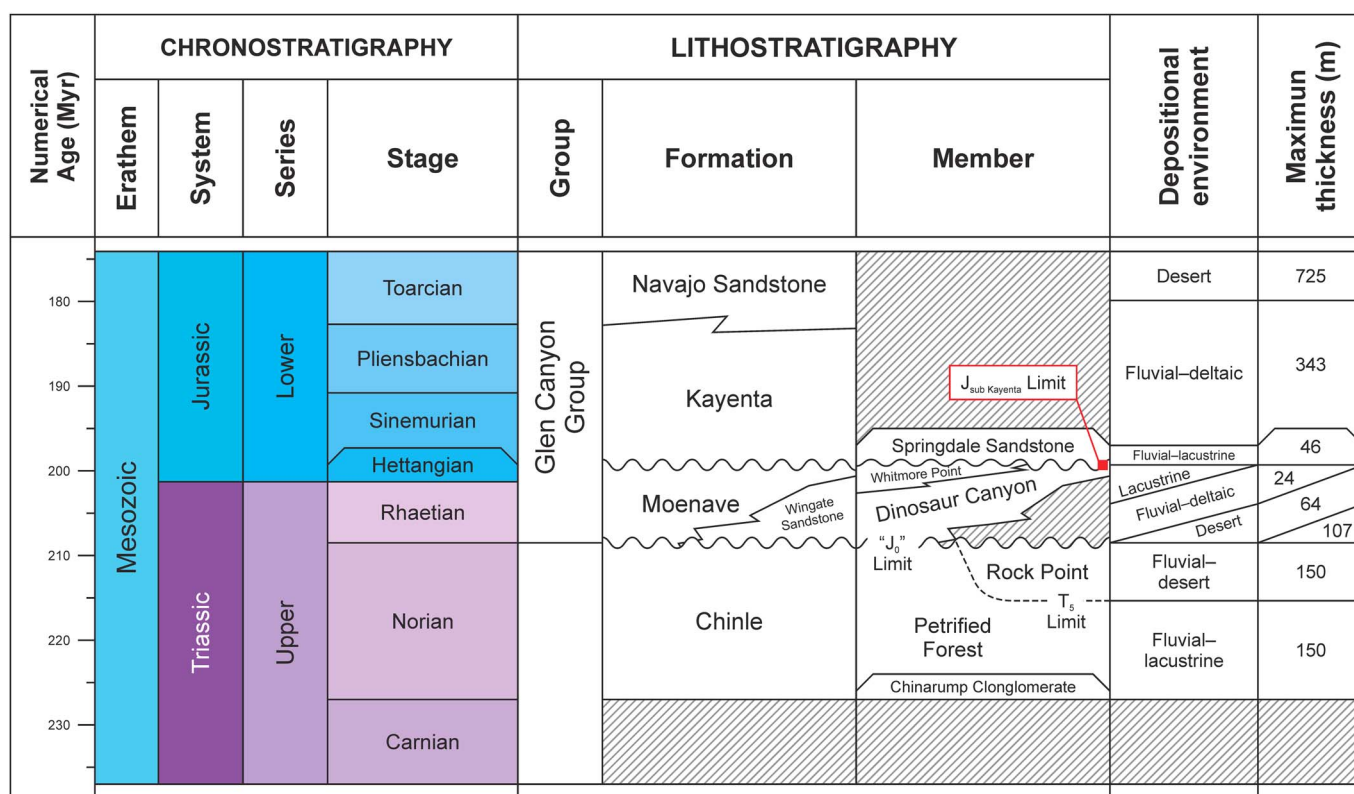 CHRONOSTRATIGRAPHY
LITHOSTRATIGRAPHY
Numerical
Age (Myr)
Erathem
System
Series
Stage
Group
Formation
Member
Depositional
environment
Maximun
thickness (m)
180
190
200
210
220
230
Mesozoic
Jurassic
Triassic
Lower
Upper
Toarcian
Pliensbachian
Sinemurian
Hettangian
Rhaetian
Norian
Carnian
Glen Canyon
Group
Navajo Sandstone
Kayenta
Moenave
Wingate
Sandstone
Chinle
J sub Kayenta Limit
Springdale Sandstone
Whitmore Point
Dinosaur Canyon
"J0"
Limit
Rock Point
T5
Limit
Petrified
Forest
Chinarump Clonglomerate
Desert
Fluvial–deltaic
Fluvial–lacustrine
Lacustrine
Fluvial–deltaic
Desert
Fluvial–
desert
Fluvial–
lacustrine
725
343
46
24
64
107
150
150